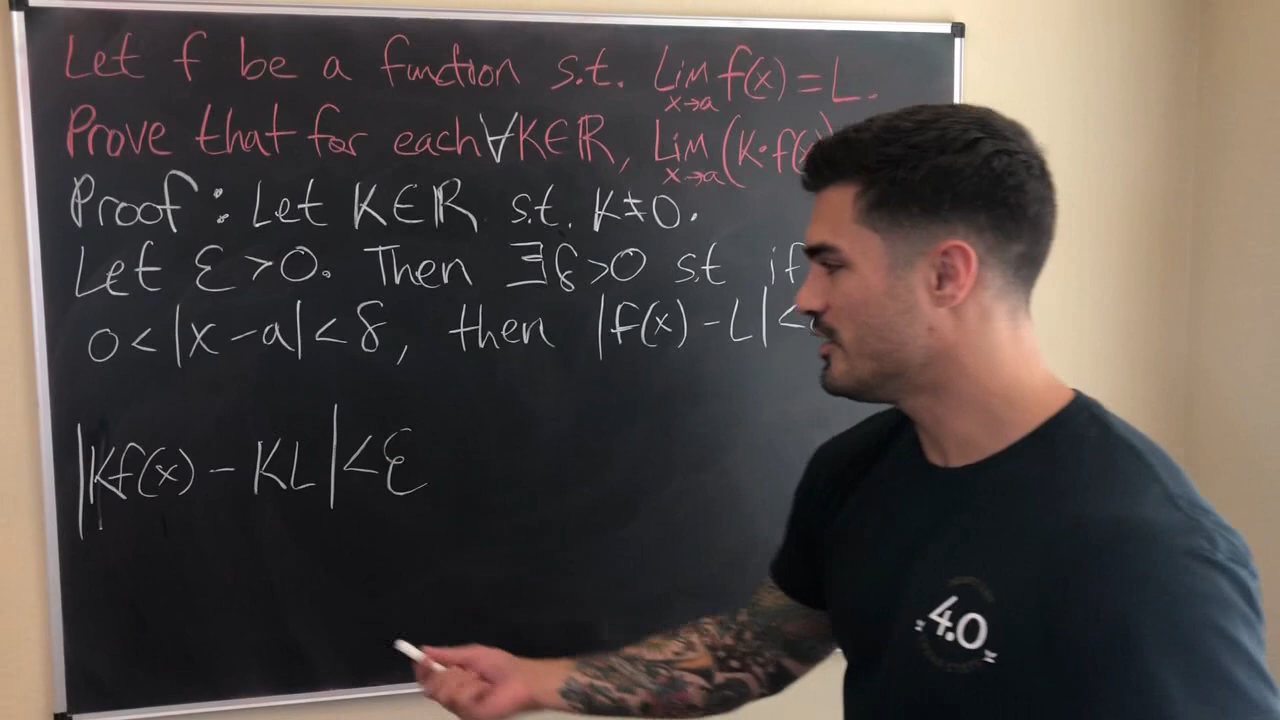 Let f be a function s.t. Lim f(x) = L.
x→a
Prove that for each ∀K∈ℝ, Lim (K·f(x)
x→a
Proof: Let K∈ℝ s.t. K≠0.
Let ε>0. Then ∃δ>0 s.t if
0<|x-a|<δ, then |f(x)-L|<
|Kf(x) - KL|<ε
4.0